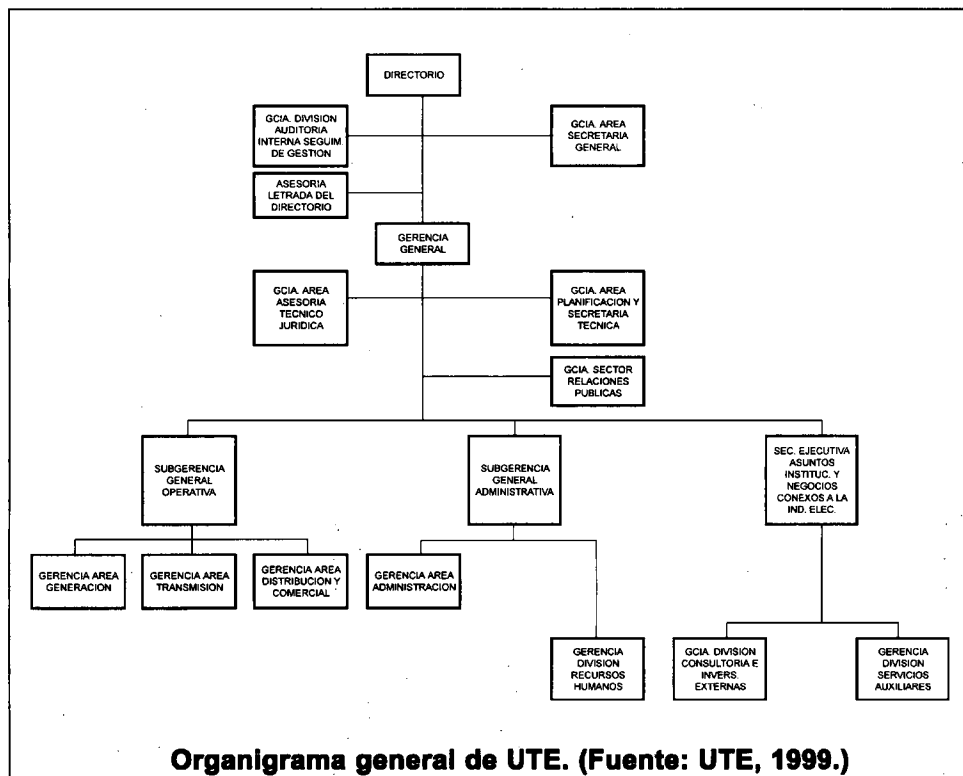 DIRECTORIO
GCIA. DIVISION
AUDITORIA
INTERNA SEGUIM.
DE GESTION
GCIA. AREA
SECRETARIA
GENERAL
ASESORIA
LETRADA DEL
DIRECTORIO
GERENCIA
GENERAL
GCIA. AREA
ASESORIA
TECNICO
JURIDICA
GCIA. AREA
PLANIFICACION Y
SECRETARIA
TECNICA
GCIA. SECTOR
RELACIONES
PUBLICAS
SUBGERENCIA
GENERAL
OPERATIVA
SUBGERENCIA
GENERAL
ADMINISTRATIVA
SEC. EJECUTIVA
ASUNTOS
INSTITUC. Y
NEGOCIOS
CONEXOS A LA
IND. ELEC.
GERENCIA AREA
GENERACION
GERENCIA AREA
TRANSMISION
GERENCIA AREA
DISTRIBUCION Y
COMERCIAL
GERENCIA AREA
ADMINISTRACION
GERENCIA
DIVISION
RECURSOS
HUMANOS
GCIA. DIVISION
CONSULTORIA E
INVERS.
EXTERNAS
GERENCIA
DIVISION
SERVICIOS
AUXILIARES
Organigrama general de UTE. (Fuente: UTE, 1999.)